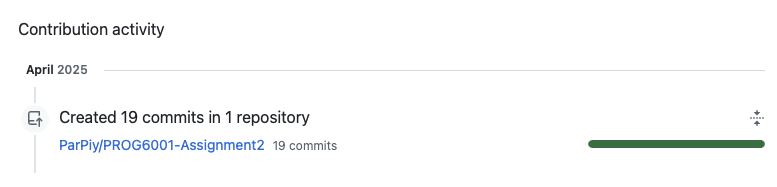 Contribution activity
April 2025
Created 19 commits in 1 repository
ParPiy/PROG6001-Assignment2 19 commits